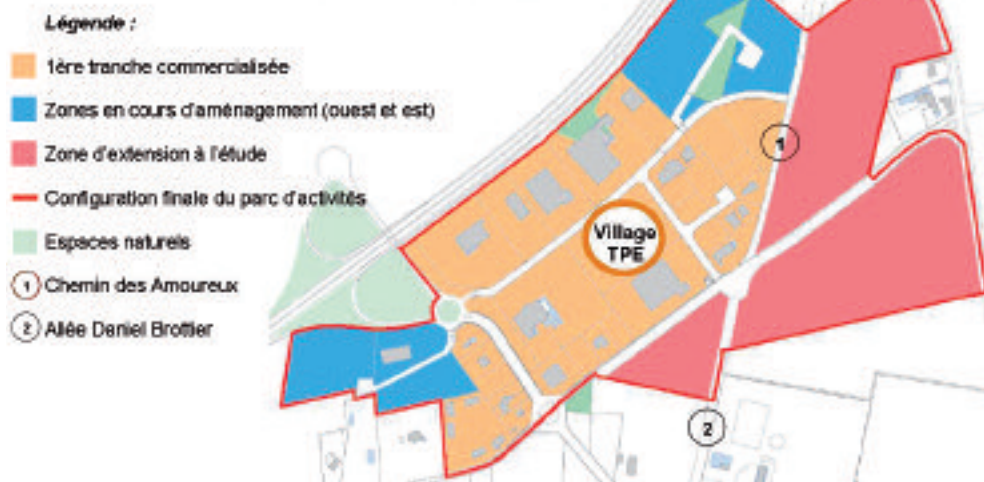 Légende :
1ère tranche commercialisée
Zones en cours d'aménagement (ouest et est)
Zone d'extension à l'étude
Configuration finale du parc d'activités
Espaces naturels
1 Chemin des Amoureux
2 Allée Daniel Brottier
Village
TPE
1
2